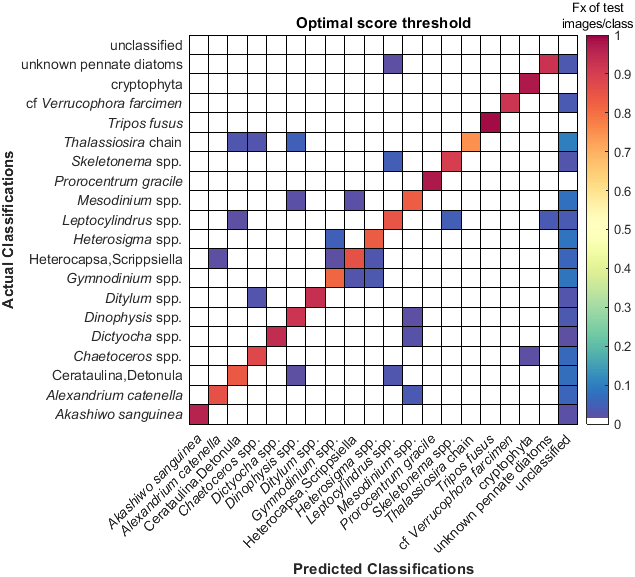 Optimal score threshold
Fx of test
images/class
unclassified
unknown pennate diatoms
cryptophyta
cf Verrucophora farcimen
Tripos fusus
Thalassiosira chain
Skeletonema spp.
Prorocentrum gracile
Mesodinium spp.
Leptocylindrus spp.
Heterosigma spp.
Heterocapsa,Scrippsiella
Gymnodinium spp.
Ditylum spp.
Dinophysis spp.
Dictyocha spp.
Chaetoceros spp.
Cerataulina,Detonula
Alexandrium catenella
Akashiwo sanguinea
Actual Classifications
1
0.9
0.8
0.7
0.6
0.5
0.4
0.3
0.2
0.1
0
Akashiwo sanguinea
Alexandrium catenella
Cerataulina,Detonula
Chaetoceros spp.
Dictyocha spp.
Dinophysis spp.
Ditylum spp.
Gymnodinium spp.
Heterocapsa,Scrippsiella
Heterosigma spp.
Leptocylindrus spp.
Mesodinium spp.
Prorocentrum gracile
Skeletonema spp.
Thalassiosira chain
Tripos fusus
cf Verrucophora farcimen
cryptophyta
unknown pennate diatoms
unclassified
Predicted Classifications